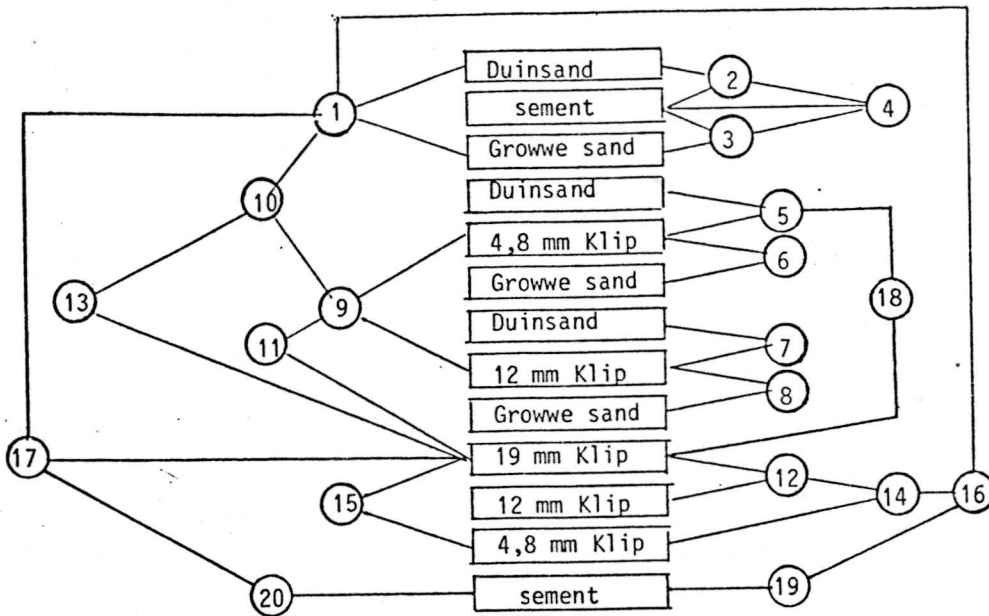 Duinsand
2
1
sement
4
3
Growwe sand
Duinsand
10
5
4,8 mm Klip
6
Growwe sand
13
9
18
Duinsand
11
7
12 mm Klip
8
Growwe sand
17
19 mm Klip
12
15
12 mm Klip
14
16
4,8 mm Klip
20
sement
19